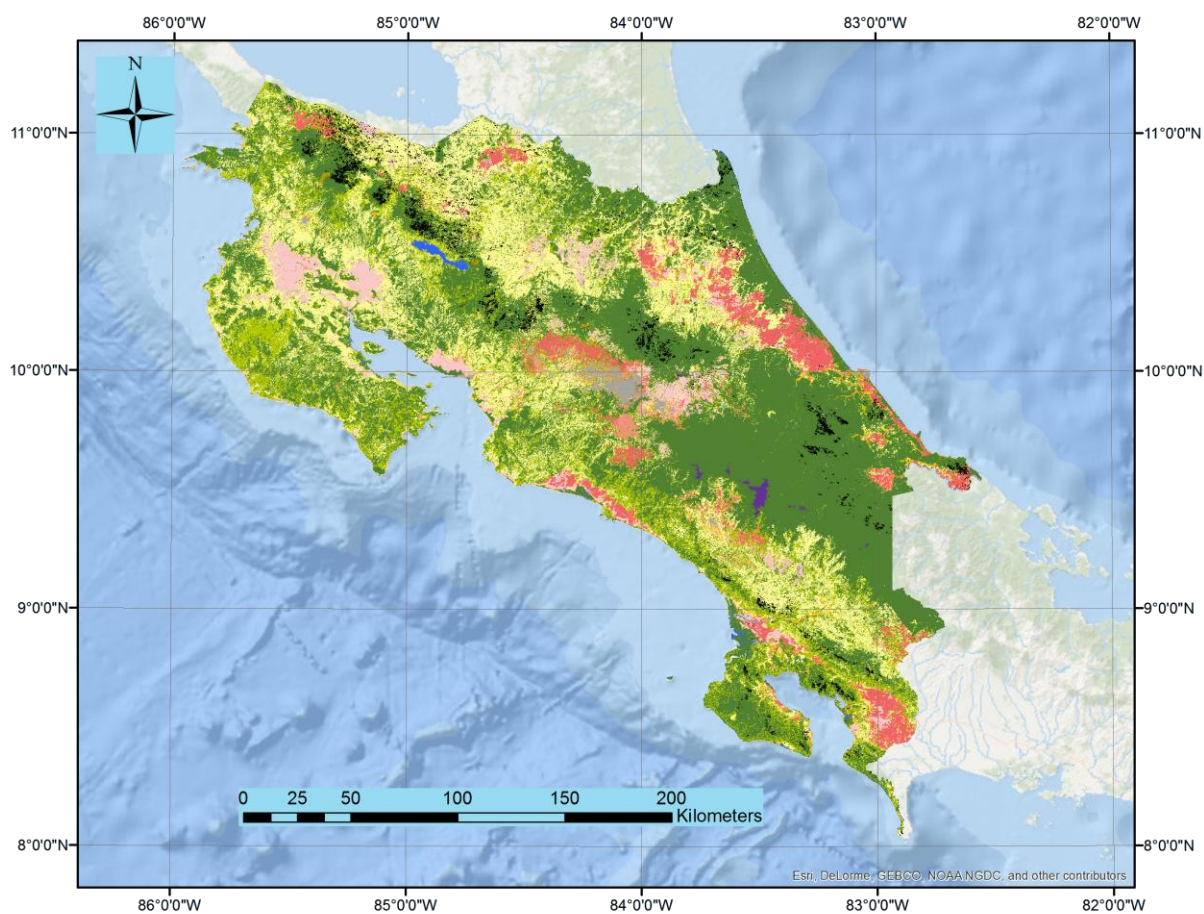 86°0'0"W 85°0'0"W 84°0'0"W 83°0'0"W 82°0'0"W
N
11°0'0"N 11°0'0"N
10°0'0"N 10°0'0"N
9°0'0"N 9°0'0"N
0 25 50 100 150 200
Kilometers
8°0'0"N 8°0'0"N
Esri, DeLorme, GEBCO, NOAA NGDC, and other contributors
86°0'0"W 85°0'0"W 84°0'0"W 83°0'0"W 82°0'0"W